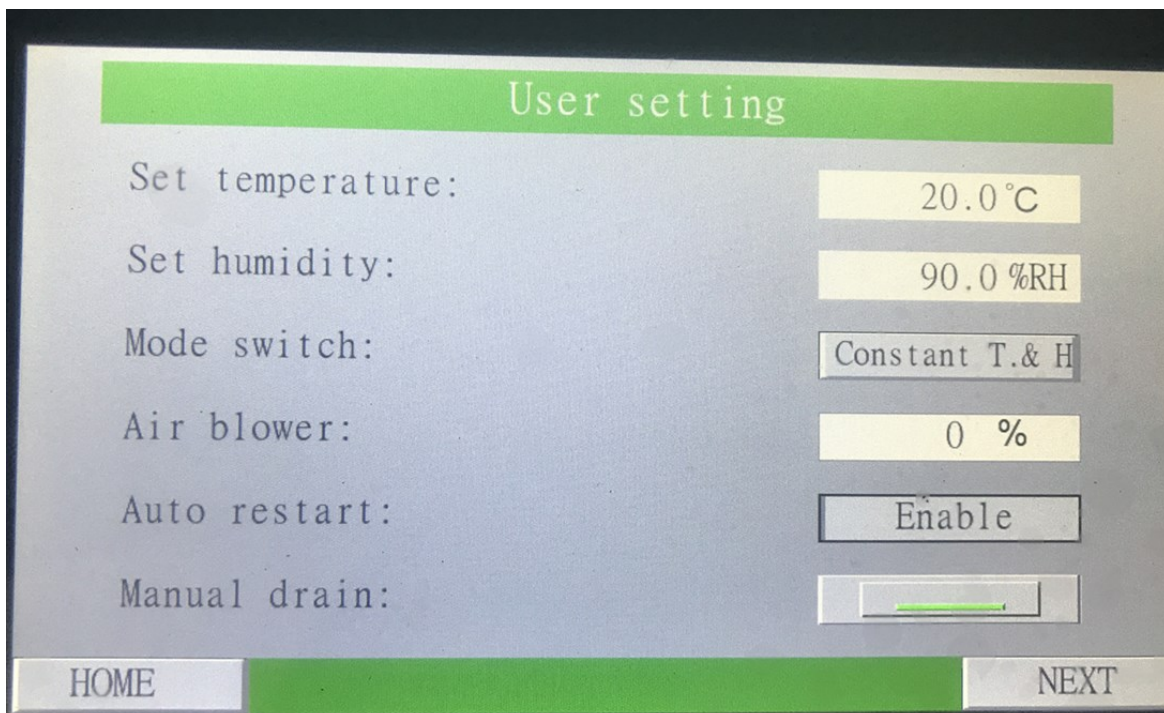 User setting
Set temperature: 20.0℃
Set humidity: 90.0 %RH
Mode switch: Constant T.& H
Air blower: 0 %
Auto restart: Enable
Manual drain:
HOME NEXT